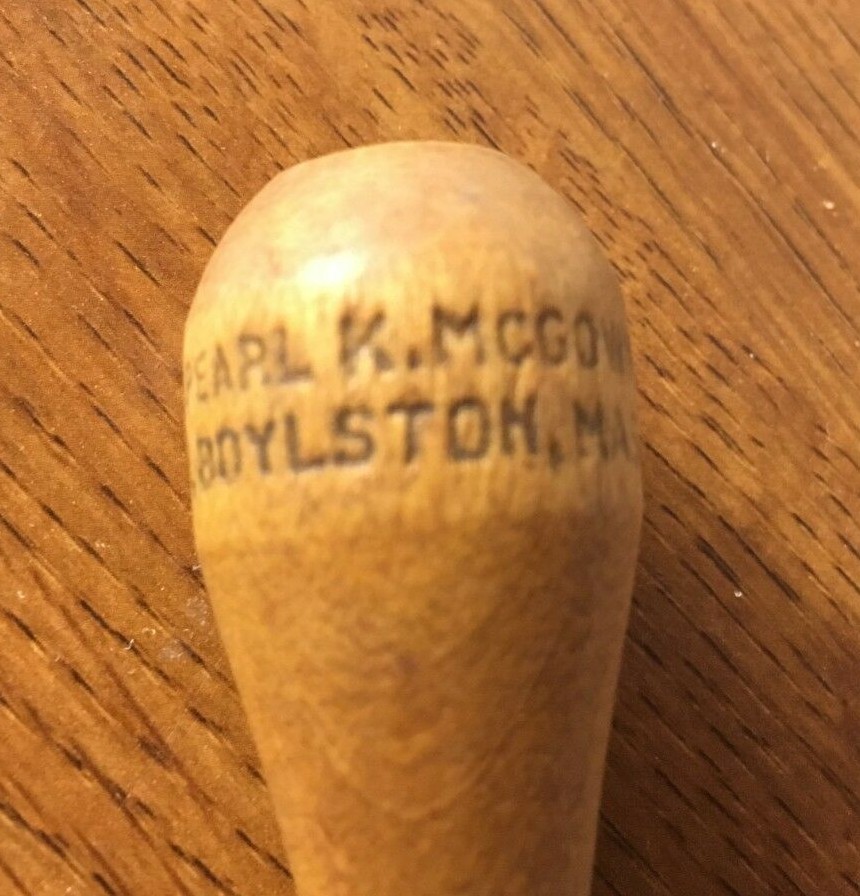 PEARL K. MCGOW
BOYLSTON, MA